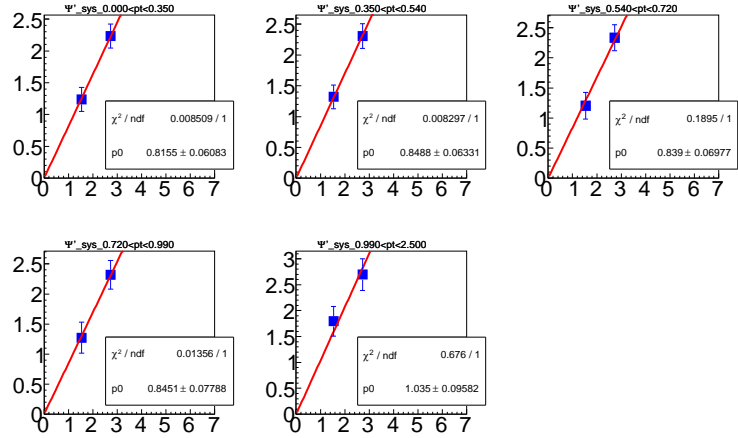 Ψ'_sys_0.000<pt<0.350
2.5
2
1.5
1
0.5
0
0 1 2 3 4 5 6 7
χ² / ndf 0.008509 / 1
p0 0.8155 ± 0.06083
Ψ'_sys_0.350<pt<0.540
2.5
2
1.5
1
0.5
0
0 1 2 3 4 5 6 7
χ² / ndf 0.008297 / 1
p0 0.8488 ± 0.06331
Ψ'_sys_0.540<pt<0.720
2.5
2
1.5
1
0.5
0
0 1 2 3 4 5 6 7
χ² / ndf 0.1895 / 1
p0 0.839 ± 0.06977
Ψ'_sys_0.720<pt<0.990
2.5
2
1.5
1
0.5
0
0 1 2 3 4 5 6 7
χ² / ndf 0.01356 / 1
p0 0.8451 ± 0.07788
Ψ'_sys_0.990<pt<2.500
3
2.5
2
1.5
1
0.5
0
0 1 2 3 4 5 6 7
χ² / ndf 0.676 / 1
p0 1.035 ± 0.09582